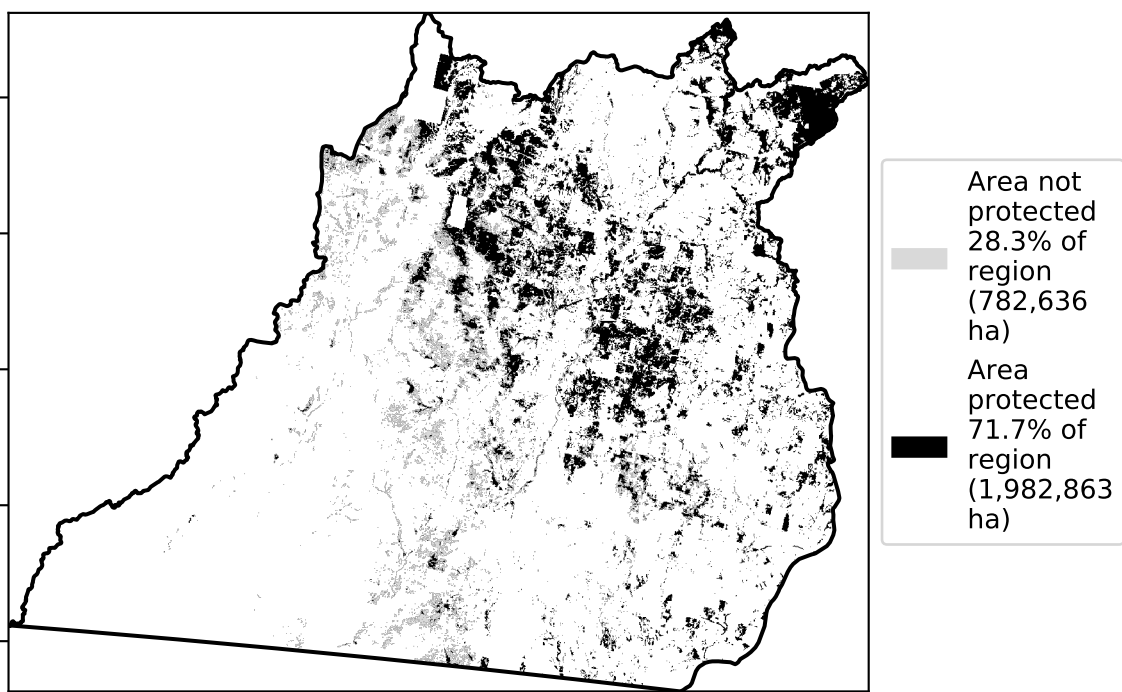 Area not
protected
28.3% of
region
(782,636
ha)
Area
protected
71.7% of
region
(1,982,863
ha)